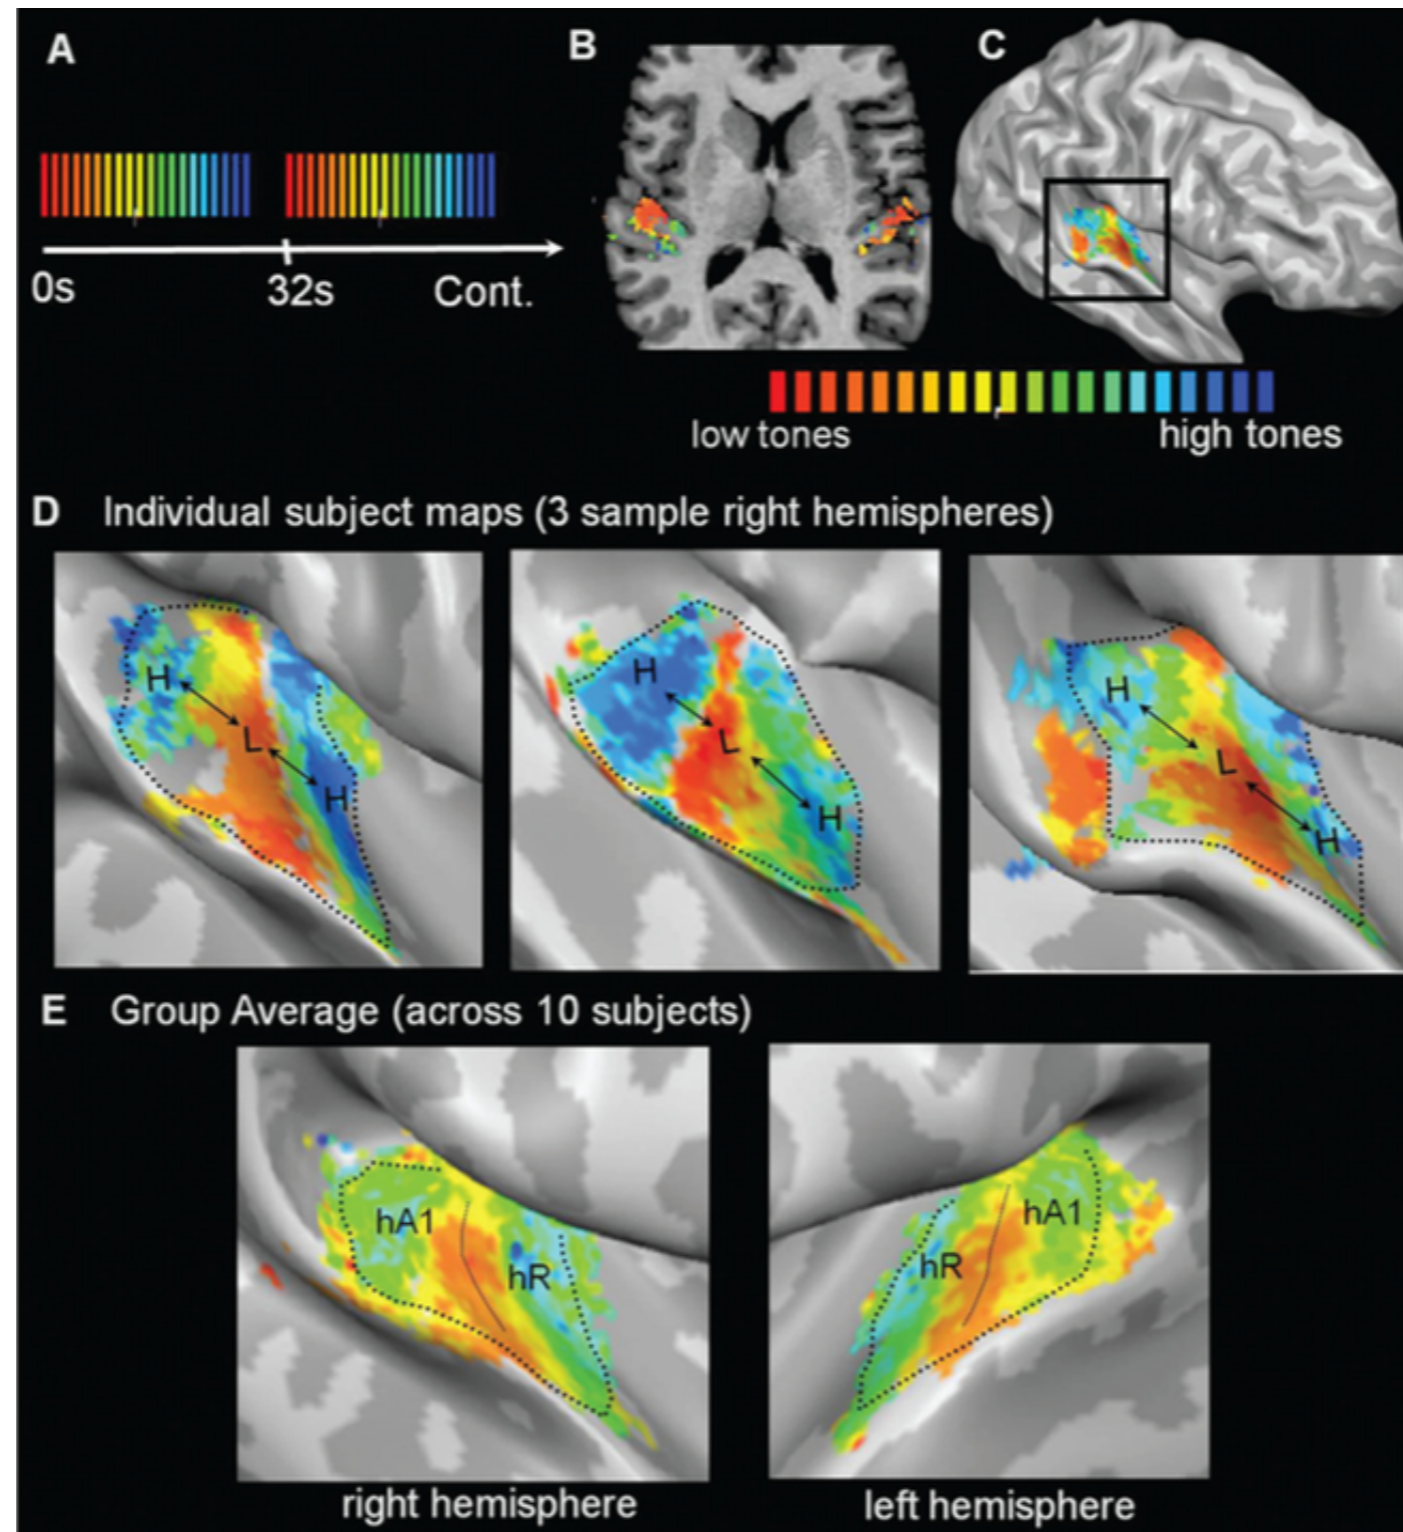 A
B
C
0s
32s
Cont.
low tones
high tones
D Individual subject maps (3 sample right hemispheres)
H
L
H
H
L
H
H
L
H
E Group Average (across 10 subjects)
hA1
hR
hR
hA1
right hemisphere
left hemisphere